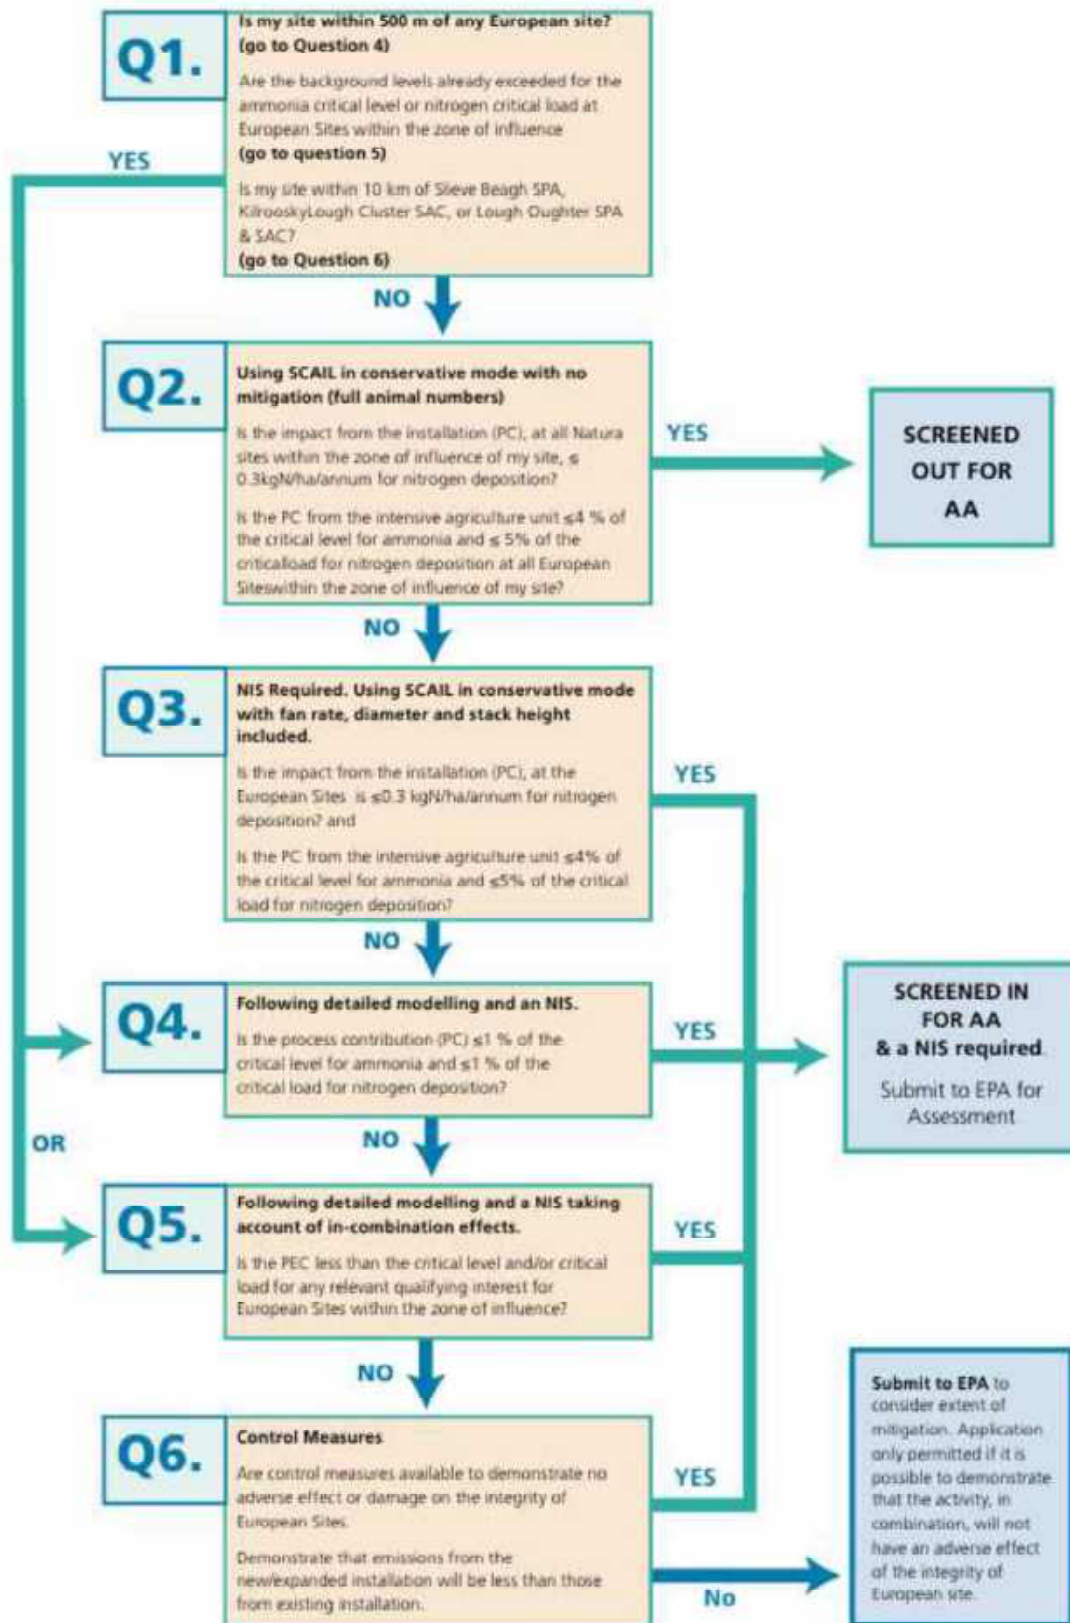 Q1.
Is my site within 500 m of any European site?
(go to Question 4)
Are the background levels already exceeded for the
ammonia critical level or nitrogen critical load at
European Sites within the zone of influence
(go to question 5)
Is my site within 10 km of Slieve Beagh SPA,
KilrooskyLough Cluster SAC, or Lough Oughter SPA
& SAC?
(go to Question 6)
YES
NO
Q2.
Using SCAIL in conservative mode with no
mitigation (full animal numbers)
Is the impact from the installation (PC), at all Natura
sites within the zone of influence of my site, ≤
0.3kgN/ha/annum for nitrogen deposition?
Is the PC from the intensive agriculture unit ≤4 % of
the critical level for ammonia and ≤ 5% of the
criticalload for nitrogen deposition at all European
Siteswithin the zone of influence of my site?
YES
SCREENED
OUT FOR
AA
NO
Q3.
NIS Required. Using SCAIL in conservative mode
with fan rate, diameter and stack height
included.
Is the impact from the installation (PC), at the
European Sites is ≤0.3 kgN/ha/annum for nitrogen
deposition? and
Is the PC from the intensive agriculture unit ≤4% of
the critical level for ammonia and ≤5% of the critical
load for nitrogen deposition?
YES
NO
Q4.
Following detailed modelling and an NIS.
Is the process contribution (PC) ≤1 % of the
critical level for ammonia and ≤1 % of the
critical load for nitrogen deposition?
YES
SCREENED IN
FOR AA
& a NIS required.
Submit to EPA for
Assessment
NO
OR
Q5.
Following detailed modelling and a NIS taking
account of in-combination effects.
Is the PEC less than the critical level and/or critical
load for any relevant qualifying interest for
European Sites within the zone of influence?
YES
NO
Q6.
Control Measures
Are control measures available to demonstrate no
adverse effect or damage on the integrity of
European Sites.
Demonstrate that emissions from the
new/expanded installation will be less than those
from existing installation.
YES
No
Submit to EPA to
consider extent of
mitigation. Application
only permitted if it is
possible to demonstrate
that the activity, in
combination, will not
have an adverse effect
of the integrity of
European site.